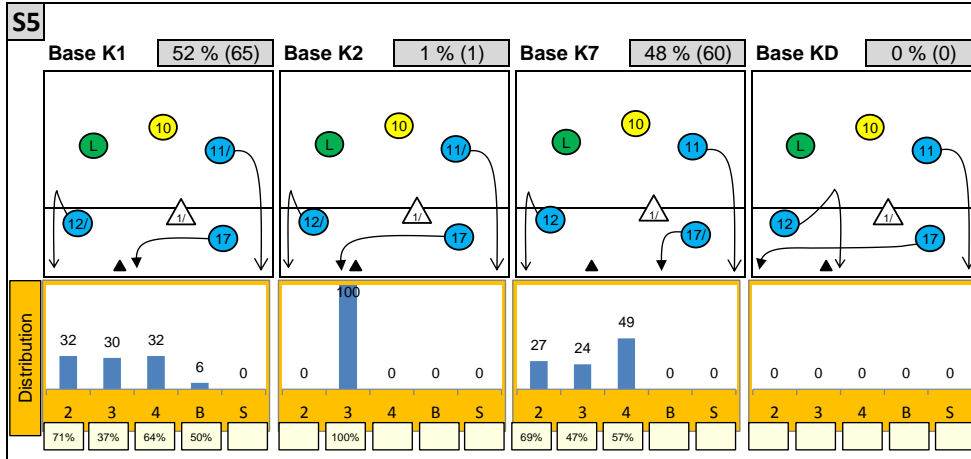 S5
Base K1 52 % (65) Base K2 1 % (1) Base K7 48 % (60) Base KD 0 % (0)
10 10 10 10
L 11/ L 11/ L 11 L 11
12/ 1/ 17 12/ 1/ 17 12 1/ 17/ 12 1/ 17
Distribution
32 30 32 6 0 0 100 0 0 0 27 24 49 0 0 0 0 0 0 0
2 3 4 B S 2 3 4 B S 2 3 4 B S 2 3 4 B S
71% 37% 64% 50% 100% 69% 47% 57%